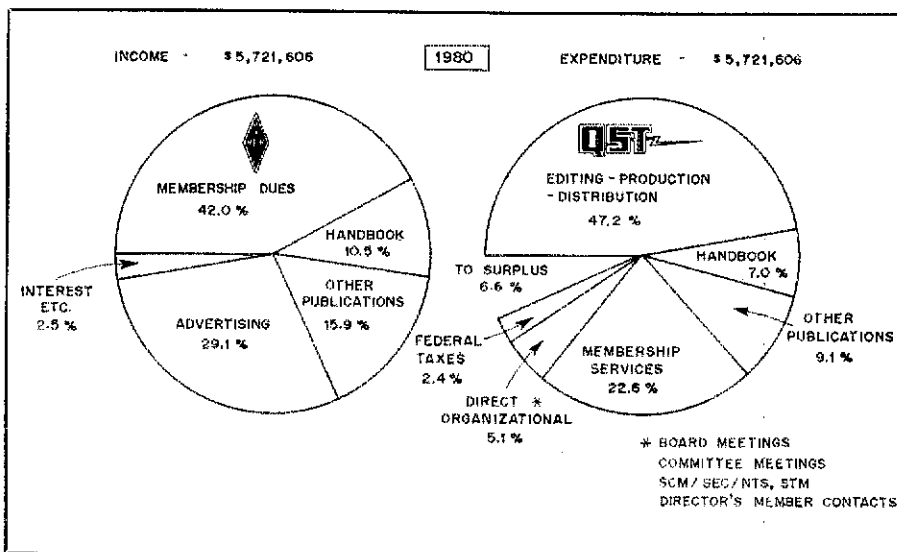 INCOME - $5,721,606
1980
EXPENDITURE - $5,721,606
MEMBERSHIP DUES
42.0 %
HANDBOOK
10.5 %
OTHER
PUBLICATIONS
15.9 %
ADVERTISING
29.1 %
INTEREST
ETC.
2.5 %
QST
EDITING - PRODUCTION
- DISTRIBUTION
47.2 %
HANDBOOK
7.0 %
OTHER
PUBLICATIONS
9.1 %
MEMBERSHIP
SERVICES
22.6 %
DIRECT *
ORGANIZATIONAL
5.1 %
FEDERAL
TAXES
2.4 %
TO SURPLUS
6.6 %
* BOARD MEETINGS
COMMITTEE MEETINGS
SCM/SEC/NTS, STM
DIRECTOR'S MEMBER CONTACTS